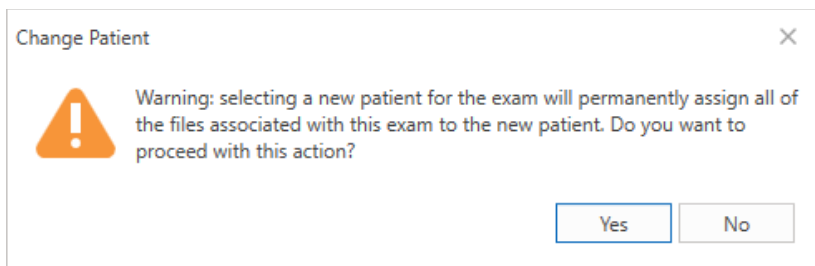 Change Patient
Warning: selecting a new patient for the exam will permanently assign all of
the files associated with this exam to the new patient. Do you want to
proceed with this action?
Yes No